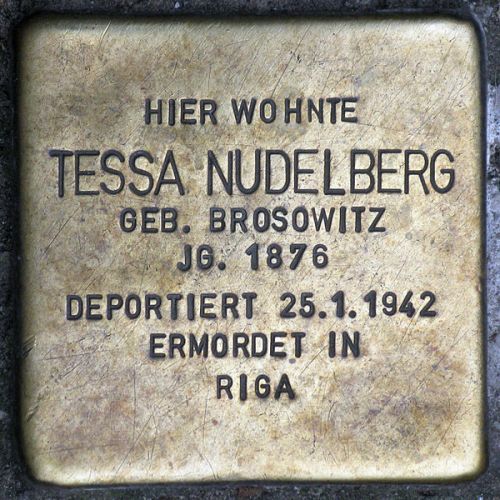 HIER WOHNTE
TESSA NUDELBERG
GEB. BROSOWITZ
JG. 1876
DEPORTIERT 25.1.1942
ERMORDET IN
RIGA